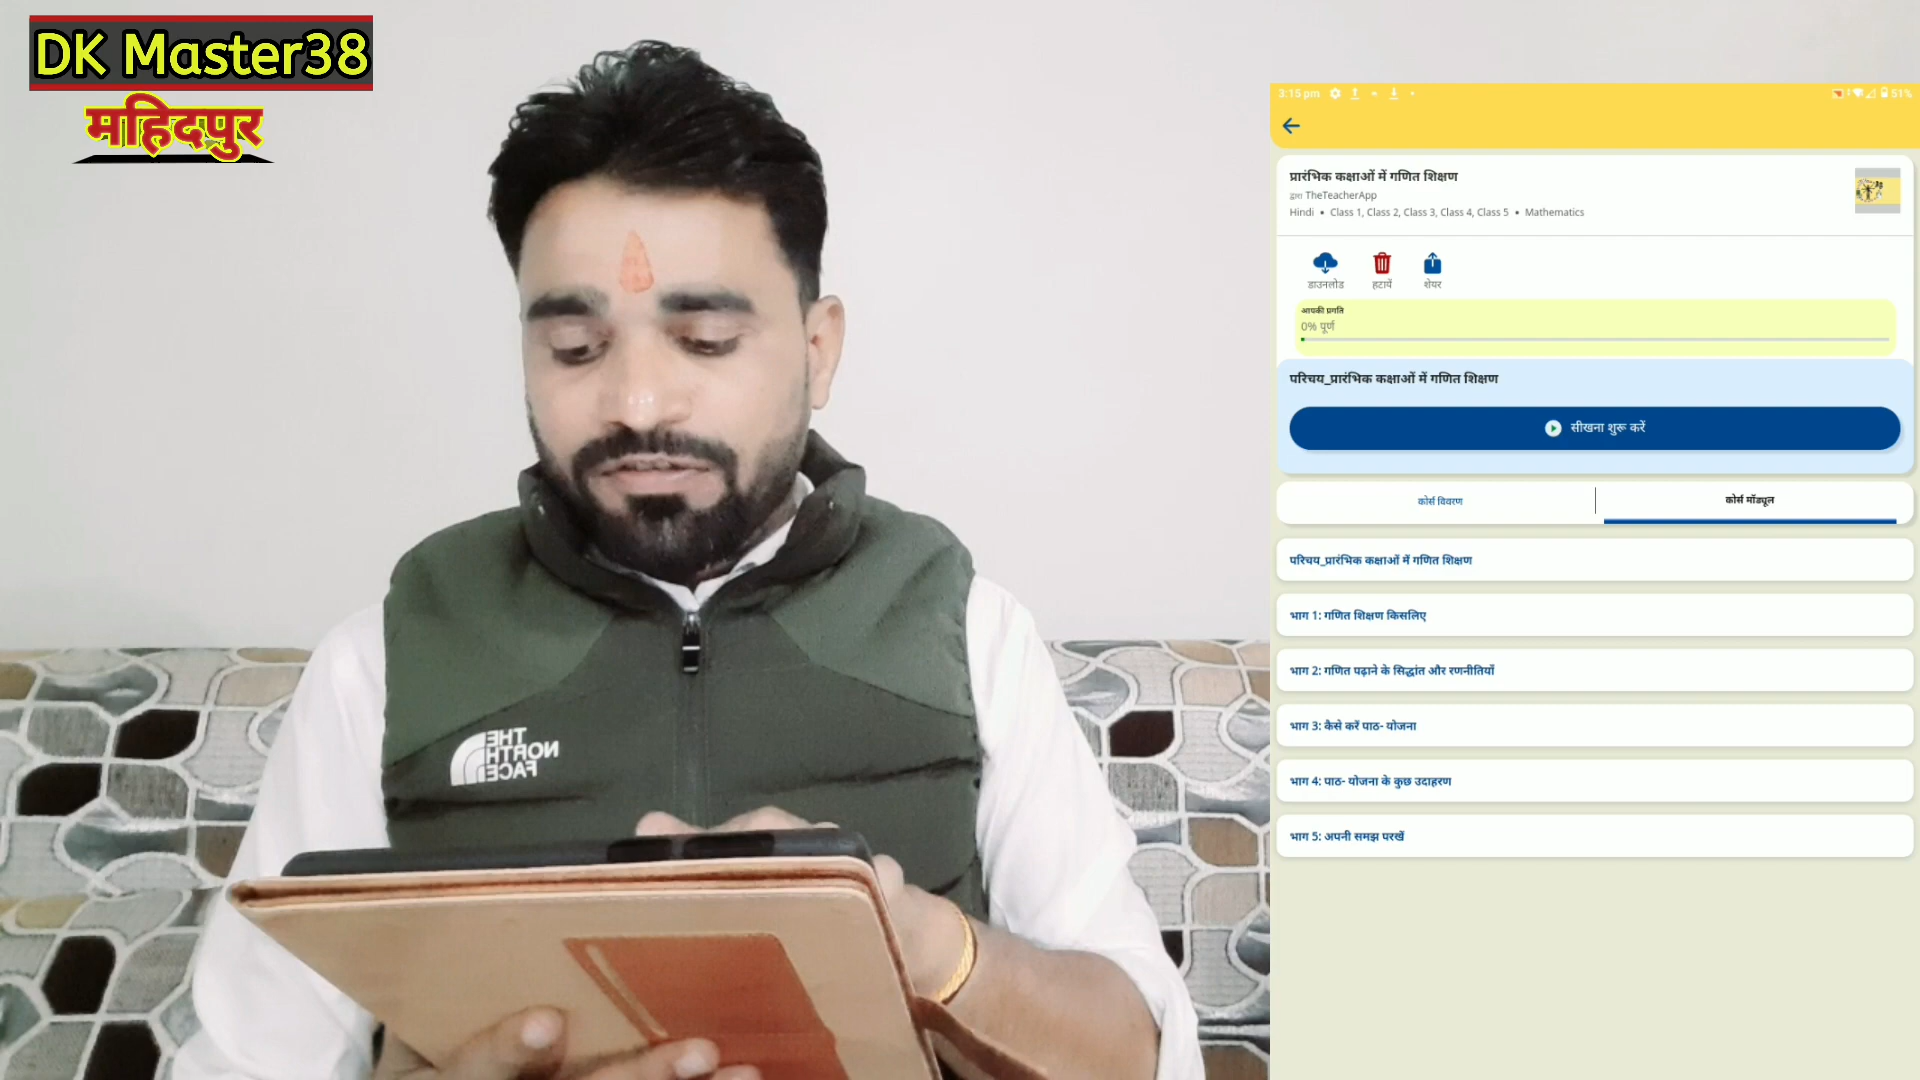 DK Master38
महिदपुर
THE
NORTH
FACE
3:15 pm
51%
प्रारंभिक कक्षाओं में गणित शिक्षण
द्वारा TheTeacherApp
Hindi • Class 1, Class 2, Class 3, Class 4, Class 5 • Mathematics
डाउनलोड हटायें शेयर
आपकी प्रगति
0% पूर्ण
परिचय_प्रारंभिक कक्षाओं में गणित शिक्षण
सीखना शुरू करें
कोर्स विवरण कोर्स मॉड्यूल
परिचय_प्रारंभिक कक्षाओं में गणित शिक्षण
भाग 1: गणित शिक्षण किसलिए
भाग 2: गणित पढ़ाने के सिद्धांत और रणनीतियाँ
भाग 3: कैसे करें पाठ- योजना
भाग 4: पाठ- योजना के कुछ उदाहरण
भाग 5: अपनी समझ परखें